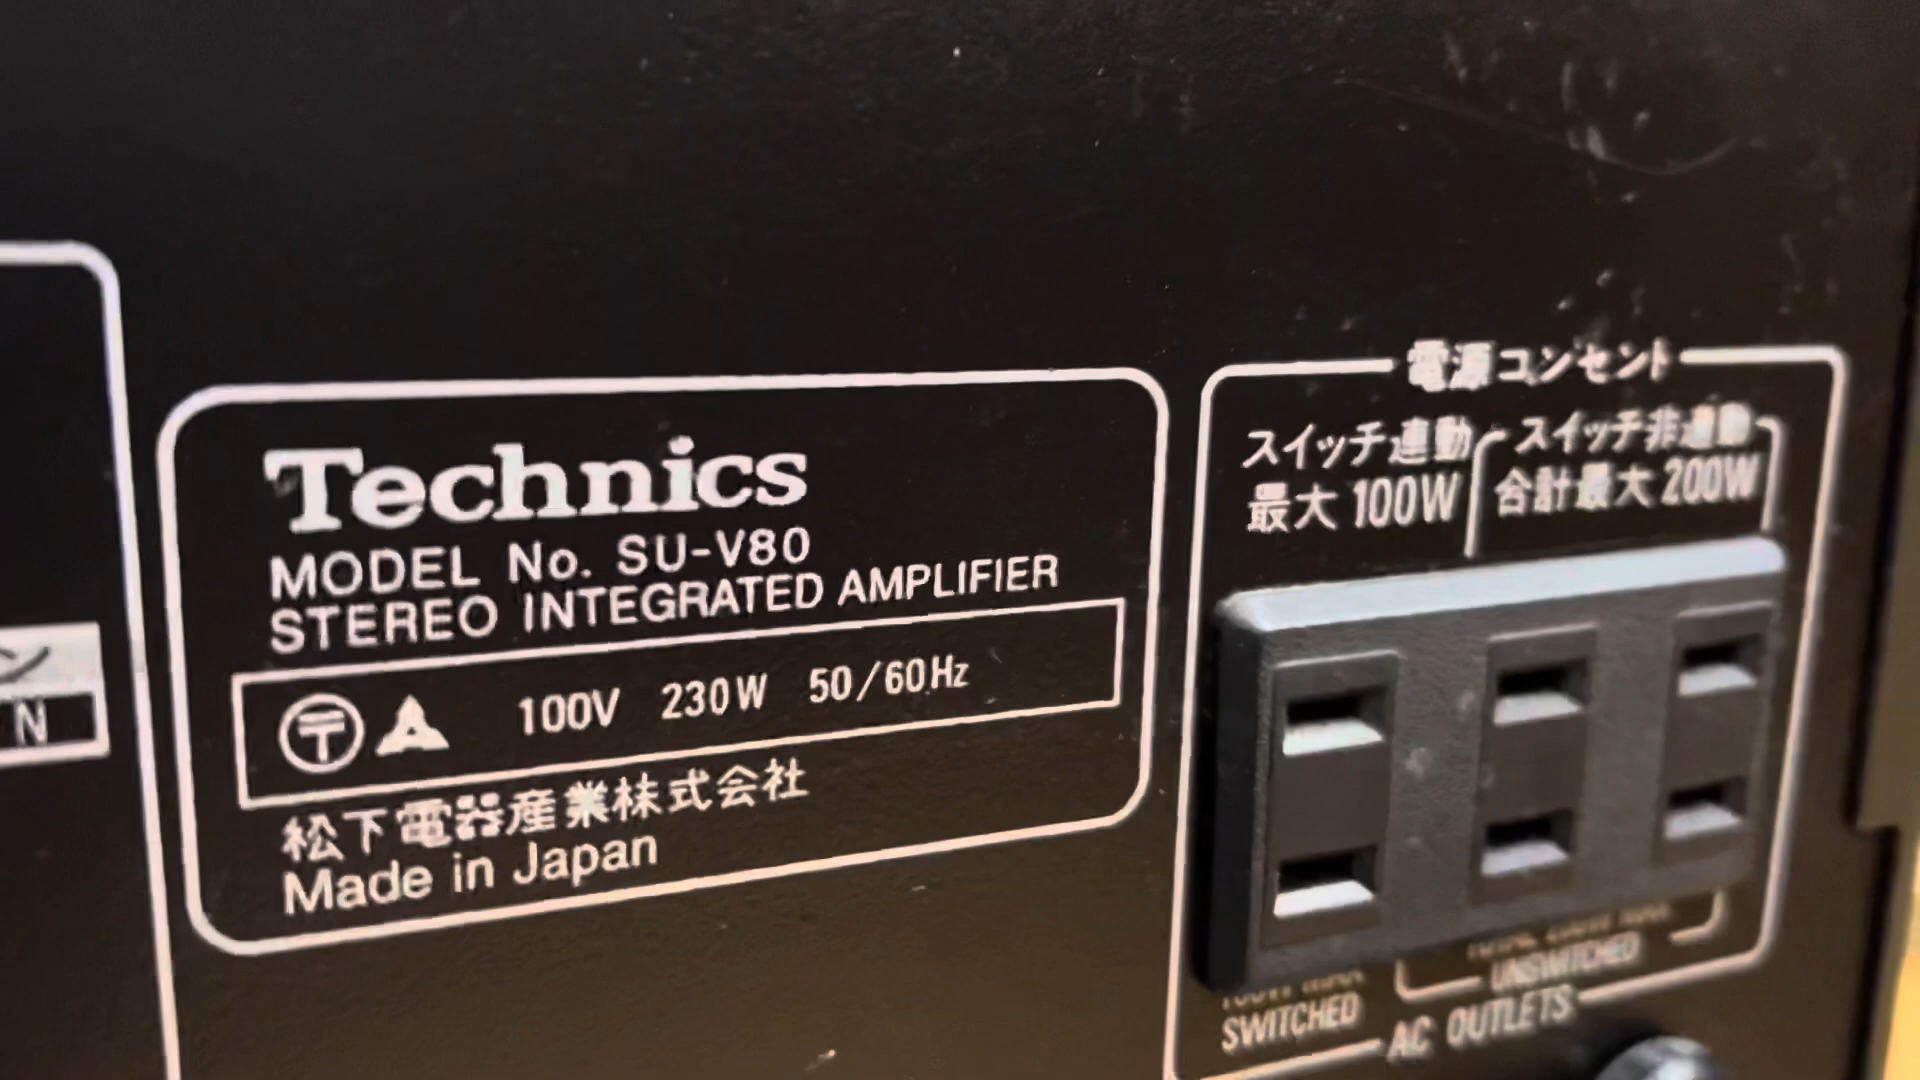 Technics
MODEL No. SU-V80
STEREO INTEGRATED AMPLIFIER
〒 100V 230W 50/60Hz
松下電器産業株式会社
Made in Japan
電源コンセント
スイッチ連動
最大 100W
スイッチ非連動
合計最大 200W
SWITCHED
UNSWITCHED
AC OUTLETS
ン
N